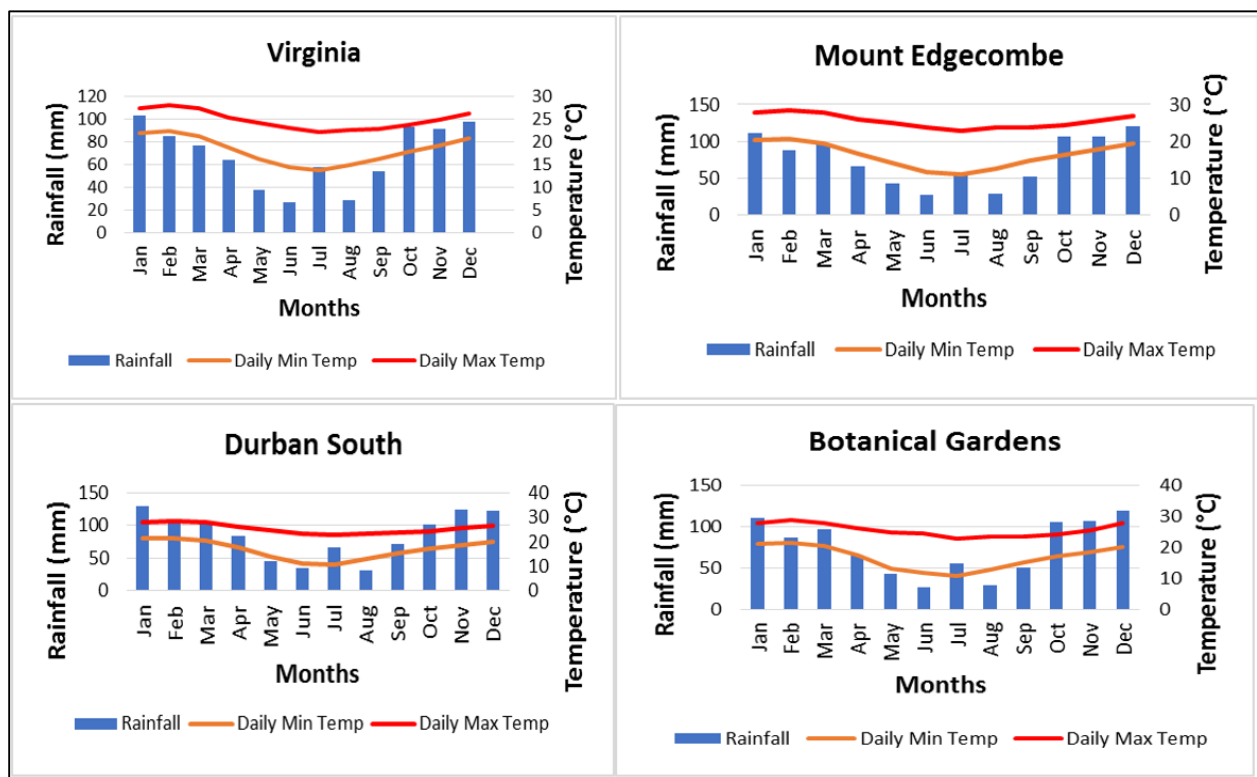 Virginia
Rainfall (mm)
120
100
80
60
40
20
0
30
25
20
15
10
5
0
Temperature (°C)
Jan Feb Mar Apr May Jun Jul Aug Sep Oct Nov Dec
Months
Rainfall Daily Min Temp Daily Max Temp
Mount Edgecombe
Rainfall (mm)
150
100
50
0
30
20
10
0
Temperature (°C)
Jan Feb Mar Apr May Jun Jul Aug Sep Oct Nov Dec
Months
Rainfall Daily Min Temp Daily Max Temp
Durban South
Rainfall (mm)
150
100
50
0
40
30
20
10
0
Temperature (°C)
Jan Feb Mar Apr May Jun Jul Aug Sep Oct Nov Dec
Months
Rainfall Daily Min Temp Daily Max Temp
Botanical Gardens
Rainfall (mm)
150
100
50
0
40
30
20
10
0
Temperature (°C)
Jan Feb Mar Apr May Jun Jul Aug Sep Oct Nov Dec
Months
Rainfall Daily Min Temp Daily Max Temp